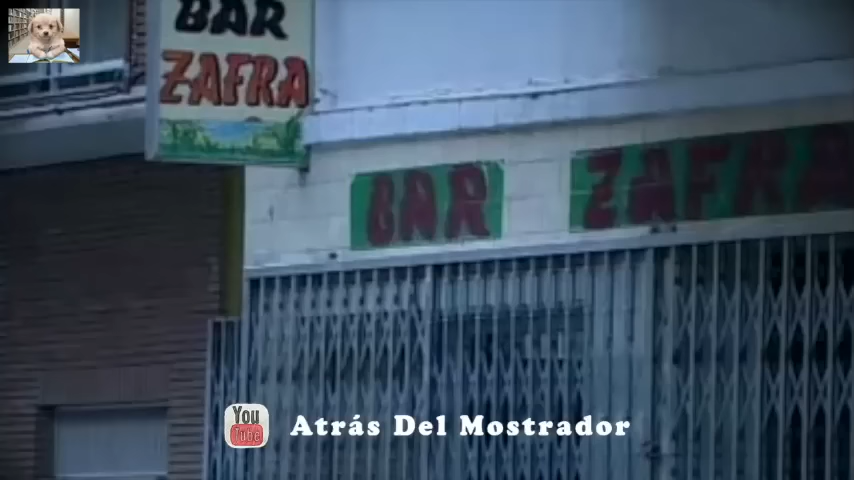 BAR
ZAFRA
BAR ZAFRA
You
Tube
Atrás Del Mostrador